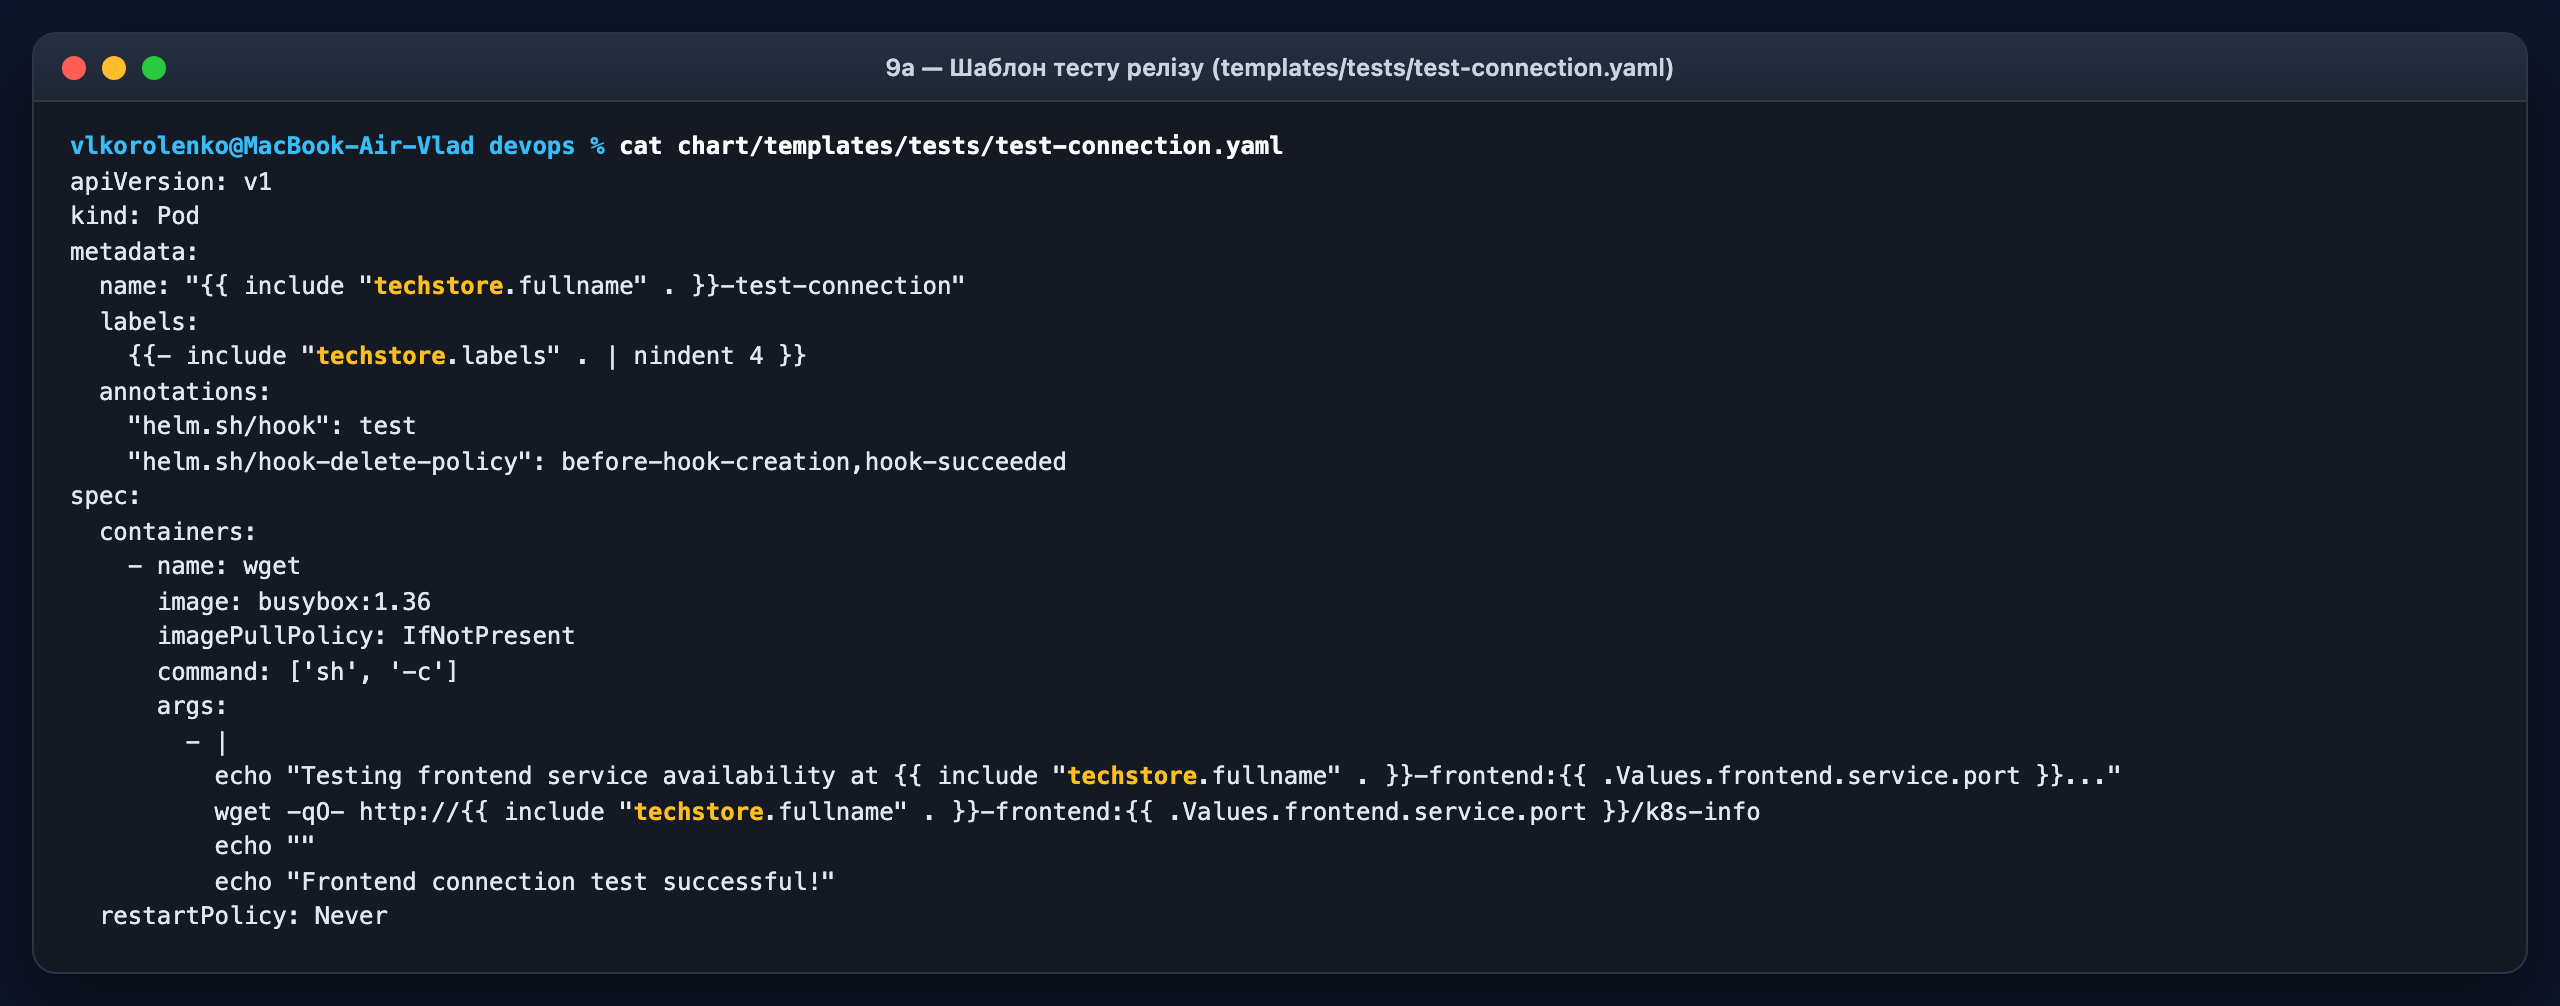 9a — Шаблон тесту релізу (templates/tests/test-connection.yaml)
vlkorolenko@MacBook-Air-Vlad devops % cat chart/templates/tests/test-connection.yaml
apiVersion: v1
kind: Pod
metadata:
  name: "{{ include "techstore.fullname" . }}-test-connection"
  labels:
    {{- include "techstore.labels" . | nindent 4 }}
  annotations:
    "helm.sh/hook": test
    "helm.sh/hook-delete-policy": before-hook-creation,hook-succeeded
spec:
  containers:
    - name: wget
      image: busybox:1.36
      imagePullPolicy: IfNotPresent
      command: ['sh', '-c']
      args:
        - |
          echo "Testing frontend service availability at {{ include "techstore.fullname" . }}-frontend:{{ .Values.frontend.service.port }}..."
          wget -qO- http://{{ include "techstore.fullname" . }}-frontend:{{ .Values.frontend.service.port }}/k8s-info
          echo ""
          echo "Frontend connection test successful!"
  restartPolicy: Never